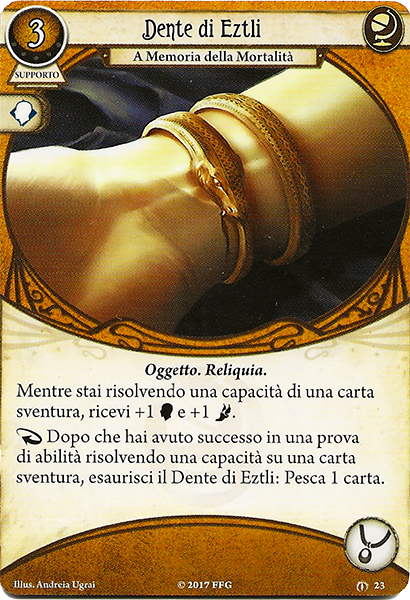 3
SUPPORTO
Dente di Eztli
A Memoria della Mortalità
Oggetto. Reliquia.
Mentre stai risolvendo una capacità di una carta
sventura, ricevi +1 e +1 .
Dopo che hai avuto successo in una prova
di abilità risolvendo una capacità su una carta
sventura, esaurisci il Dente di Eztli: Pesca 1 carta.
Illus. Andreia Ugrai © 2017 FFG 23